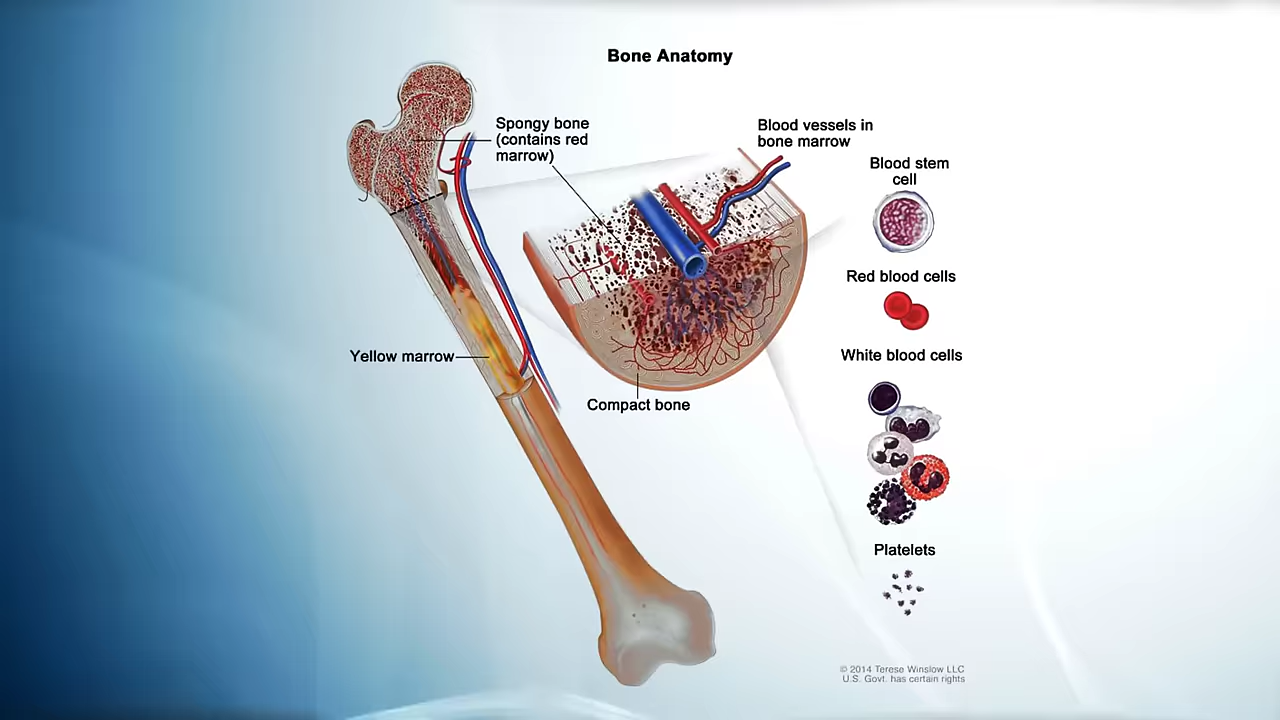 Bone Anatomy
Spongy bone
(contains red
marrow)
Blood vessels in
bone marrow
Blood stem
cell
Red blood cells
White blood cells
Yellow marrow
Compact bone
Platelets
© 2014 Terese Winslow LLC
U.S. Govt. has certain rights